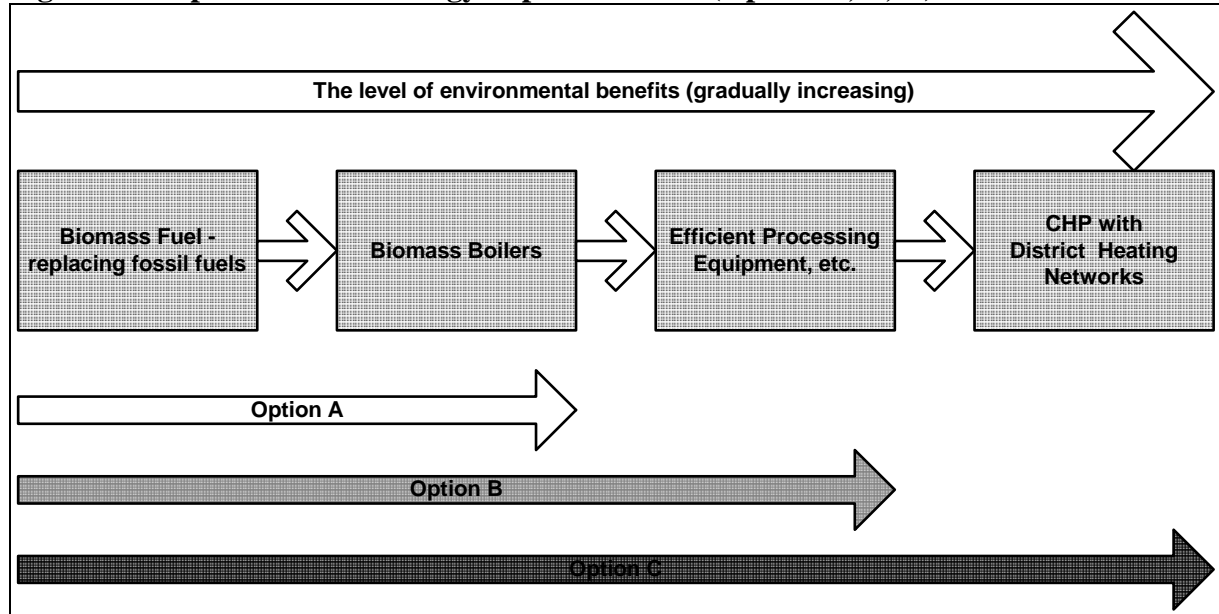 The level of environmental benefits (gradually increasing)
Biomass Fuel -
replacing fossil fuels
Biomass Boilers
Efficient Processing
Equipment, etc.
CHP with
District Heating
Networks
Option A
Option B
Option C